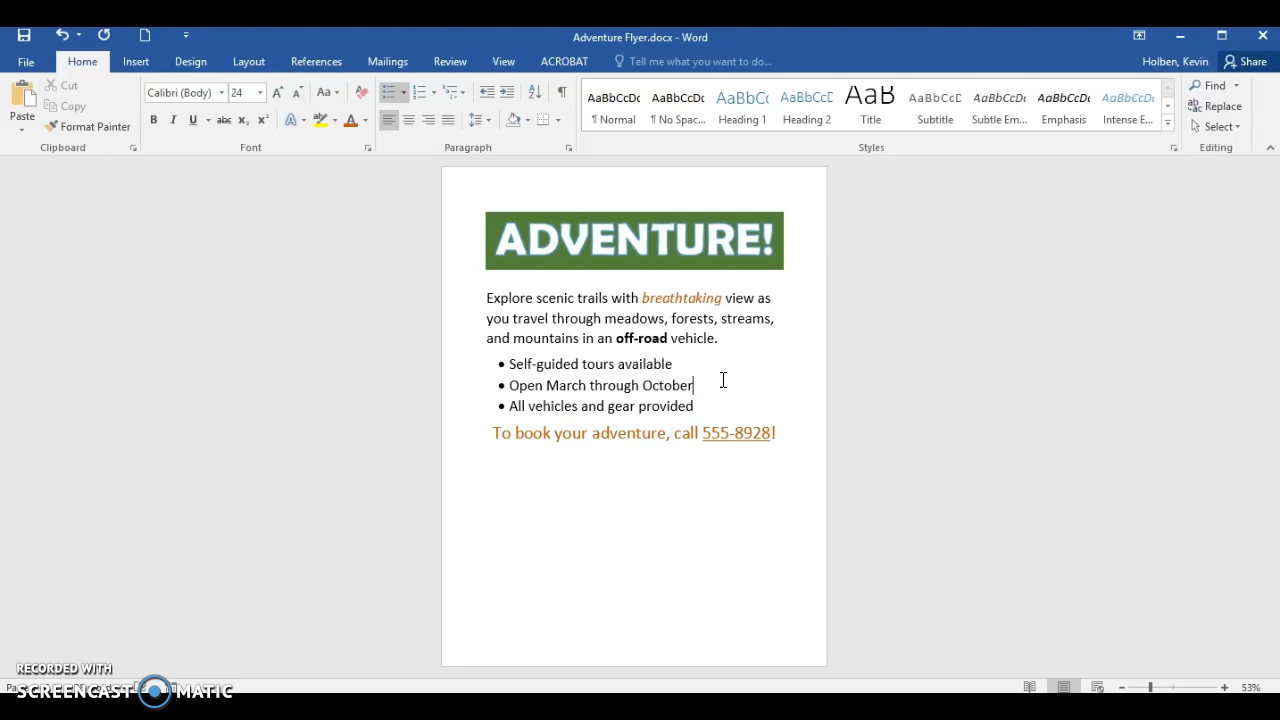 Adventure Flyer.docx - Word
File Home Insert Design Layout References Mailings Review View ACROBAT Tell me what you want to do... Holben, Kevin Share
Cut
Copy
Paste
Format Painter
Clipboard
Calibri (Body) 24
Font
Paragraph
AaBbCcDc AaBbCcDc AaBbCc AaBbCcD AaB AaBbCcD AaBbCcDc AaBbCcDc AaBbCcDc
¶ Normal ¶ No Spac... Heading 1 Heading 2 Title Subtitle Subtle Em... Emphasis Intense E...
Styles
Find
Replace
Select
Editing
ADVENTURE!
Explore scenic trails with breathtaking view as
you travel through meadows, forests, streams,
and mountains in an off-road vehicle.
• Self-guided tours available
• Open March through October
• All vehicles and gear provided
To book your adventure, call 555-8928!
RECORDED WITH
SCREENCAST MATIC
53%